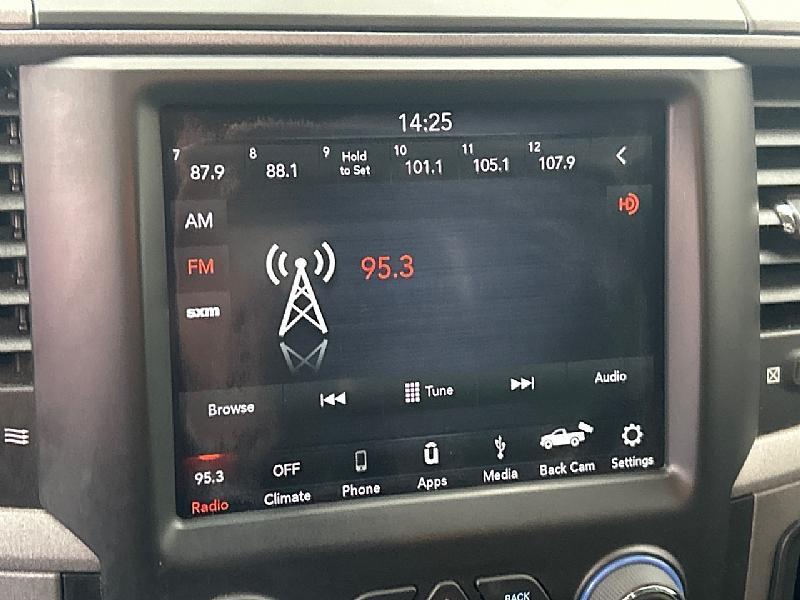 14:25
7 87.9 8 88.1 9 Hold to Set 10 101.1 11 105.1 12 107.9
HD
AM
FM 95.3
sxm
Browse Tune Audio
95.3 OFF
Radio Climate Phone Apps Media Back Cam Settings
BACK